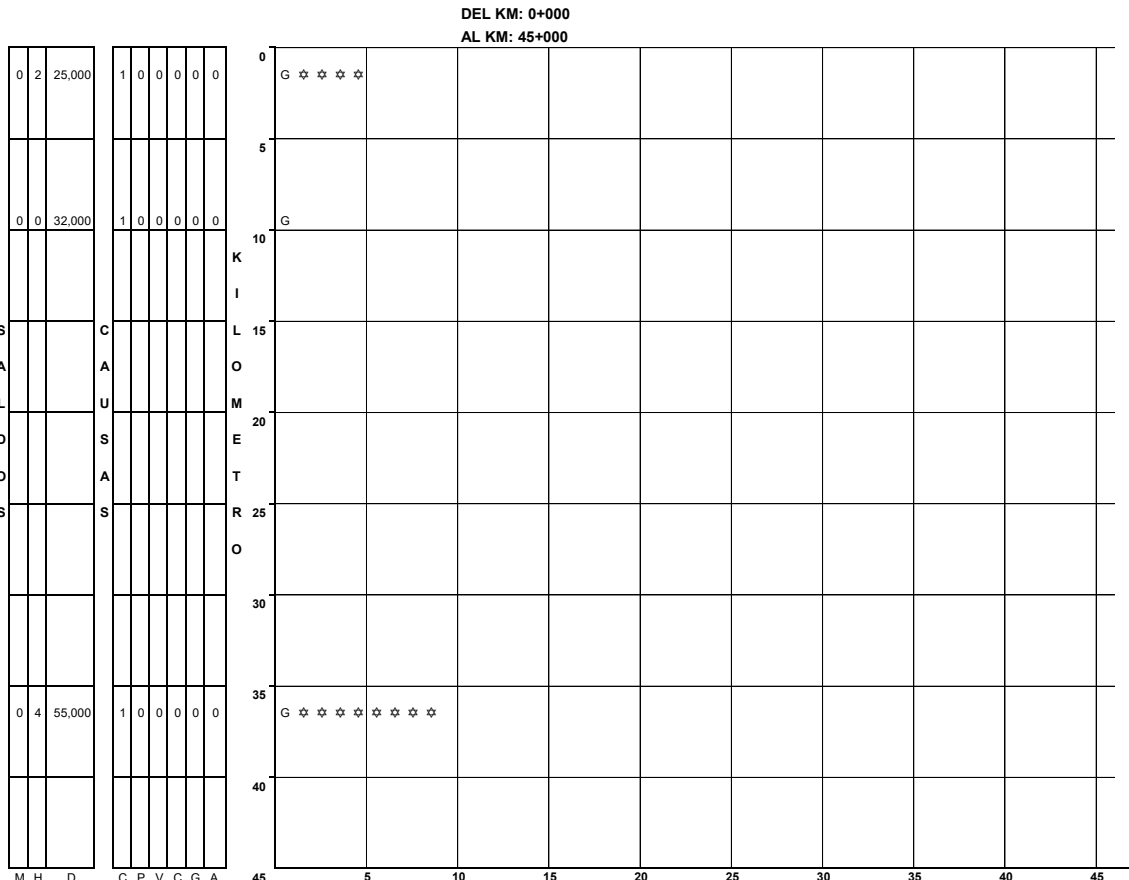 DEL KM: 0+000
AL KM: 45+000
0
0 2 25,000 1 0 0 0 0 0 G ✡ ✡ ✡ ✡
5
0 0 32,000 1 0 0 0 0 0 G
10
15
20
25
30
35
0 4 55,000 1 0 0 0 0 0 G ✡ ✡ ✡ ✡ ✡ ✡ ✡ ✡
40
SALDOS
CAUSAS
KILOMETRO
M H D C P V C G A 45 5 10 15 20 25 30 35 40 45